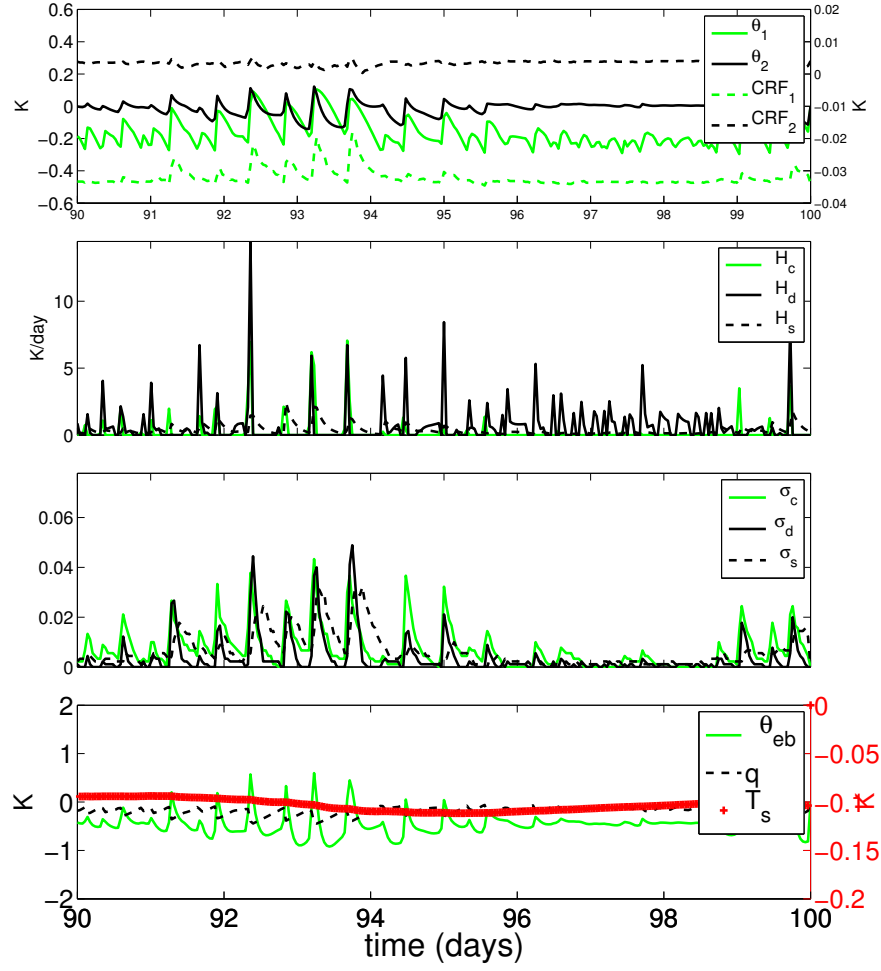 0.6
0.4
0.2
0
−0.2
−0.4
−0.6
K
0.02
0.01
0
−0.01
−0.02
−0.03
−0.04
K
θ1
θ2
CRF1
CRF2
90 91 92 93 94 95 96 97 98 99 100
10
5
0
K/day
Hc
Hd
Hs
0.06
0.04
0.02
0
σc
σd
σs
2
1
0
−1
−2
K
0
−0.05
−0.1
−0.15
−0.2
K
θeb
q
Ts
90 92 94 96 98 100
time (days)